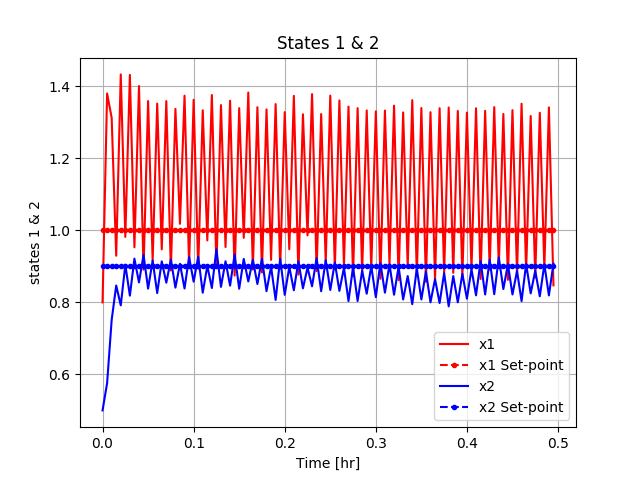 States 1 & 2
states 1 & 2
1.4
1.2
1.0
0.8
0.6
0.0
0.1
0.2
0.3
0.4
0.5
Time [hr]
x1
x1 Set-point
x2
x2 Set-point